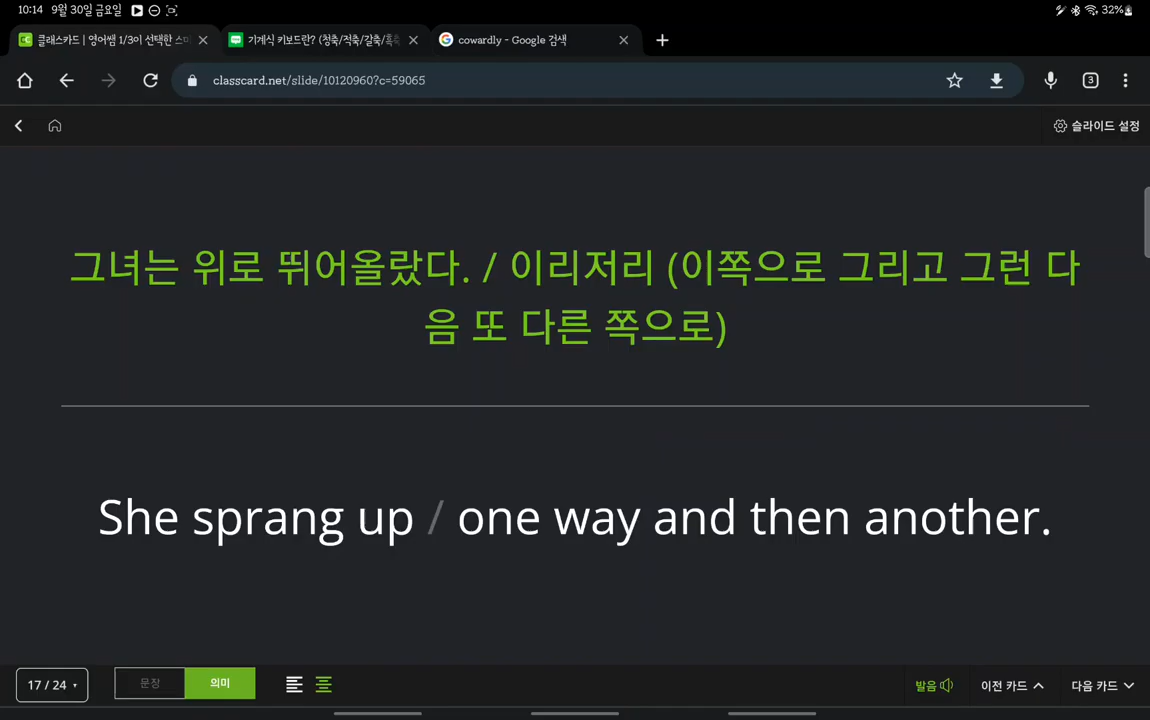 10:14 9월 30일 금요일 32%
클래스카드 | 영어쌤 1/3이 선택한 스마
기계식 키보드란? (청축/적축/갈축/흑축
cowardly - Google 검색
classcard.net/slide/10120960?c=59065
3
슬라이드 설정
그녀는 위로 뛰어올랐다. / 이리저리 (이쪽으로 그리고 그런 다
음 또 다른 쪽으로)
She sprang up / one way and then another.
17 / 24
문장
의미
발음
이전 카드
다음 카드